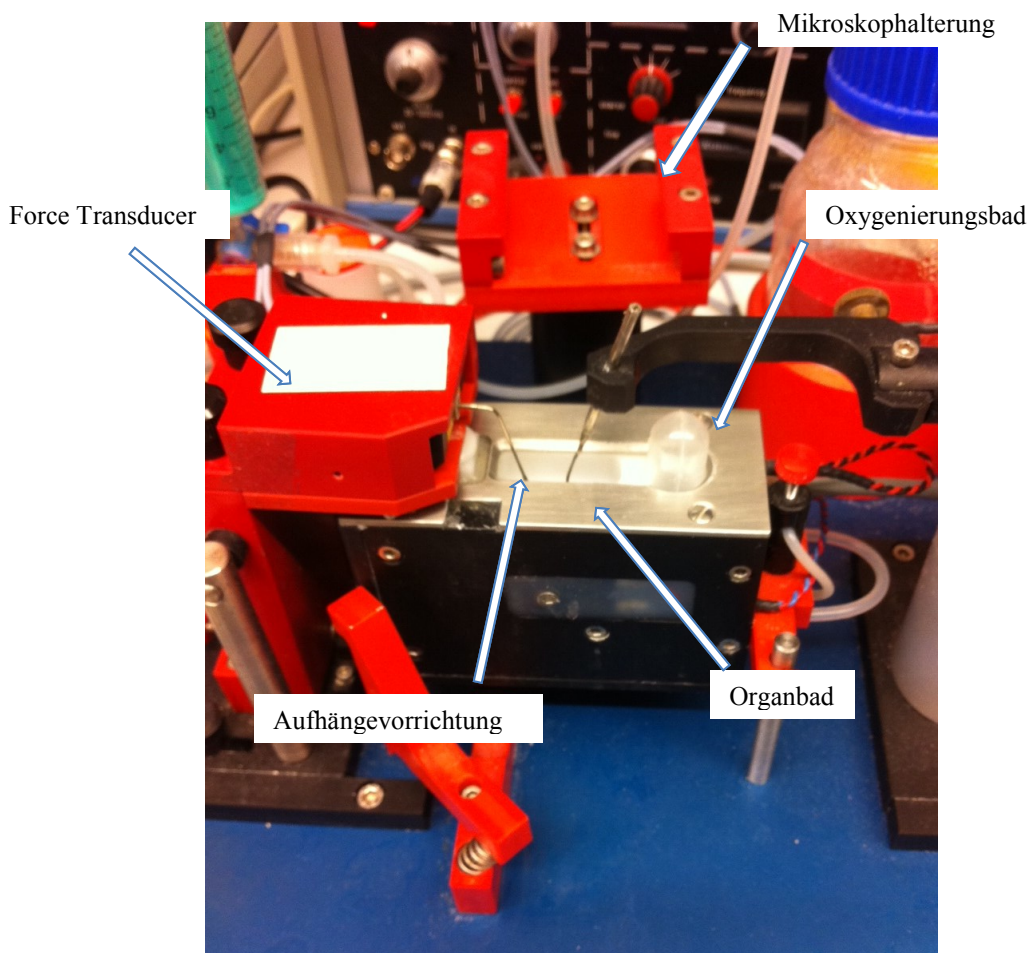 Mikroskophalterung
Force Transducer
Oxygenierungsbad
Aufhängevorrichtung
Organbad